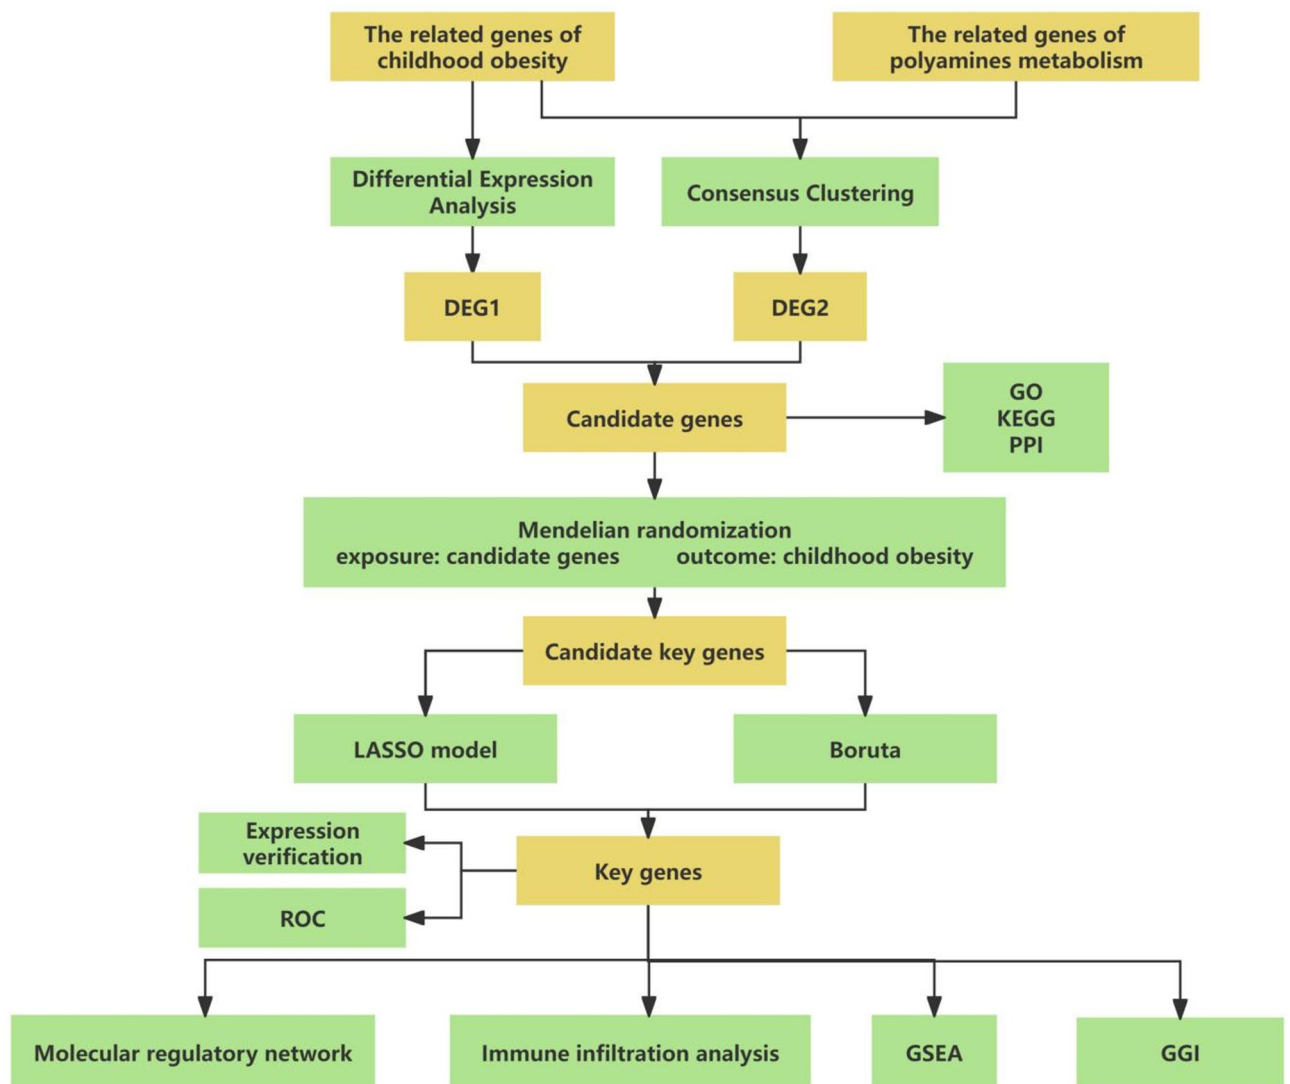 The related genes of
childhood obesity
The related genes of
polyamines metabolism
Differential Expression
Analysis
Consensus Clustering
DEG1
DEG2
Candidate genes
GO
KEGG
PPI
Mendelian randomization
exposure: candidate genes outcome: childhood obesity
Candidate key genes
LASSO model
Boruta
Expression
verification
Key genes
ROC
Molecular regulatory network
Immune infiltration analysis
GSEA
GGI